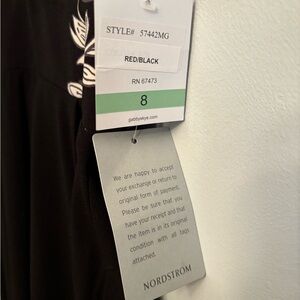 STYLE# 57442MG
RED/BLACK
RN 67473
8
gabbyskye.com
We are happy to accept
your exchange or return to
original form of payment.
Please be sure that you
have your receipt and that
the item is in its original
condition with all tags
attached.
NORDSTROM